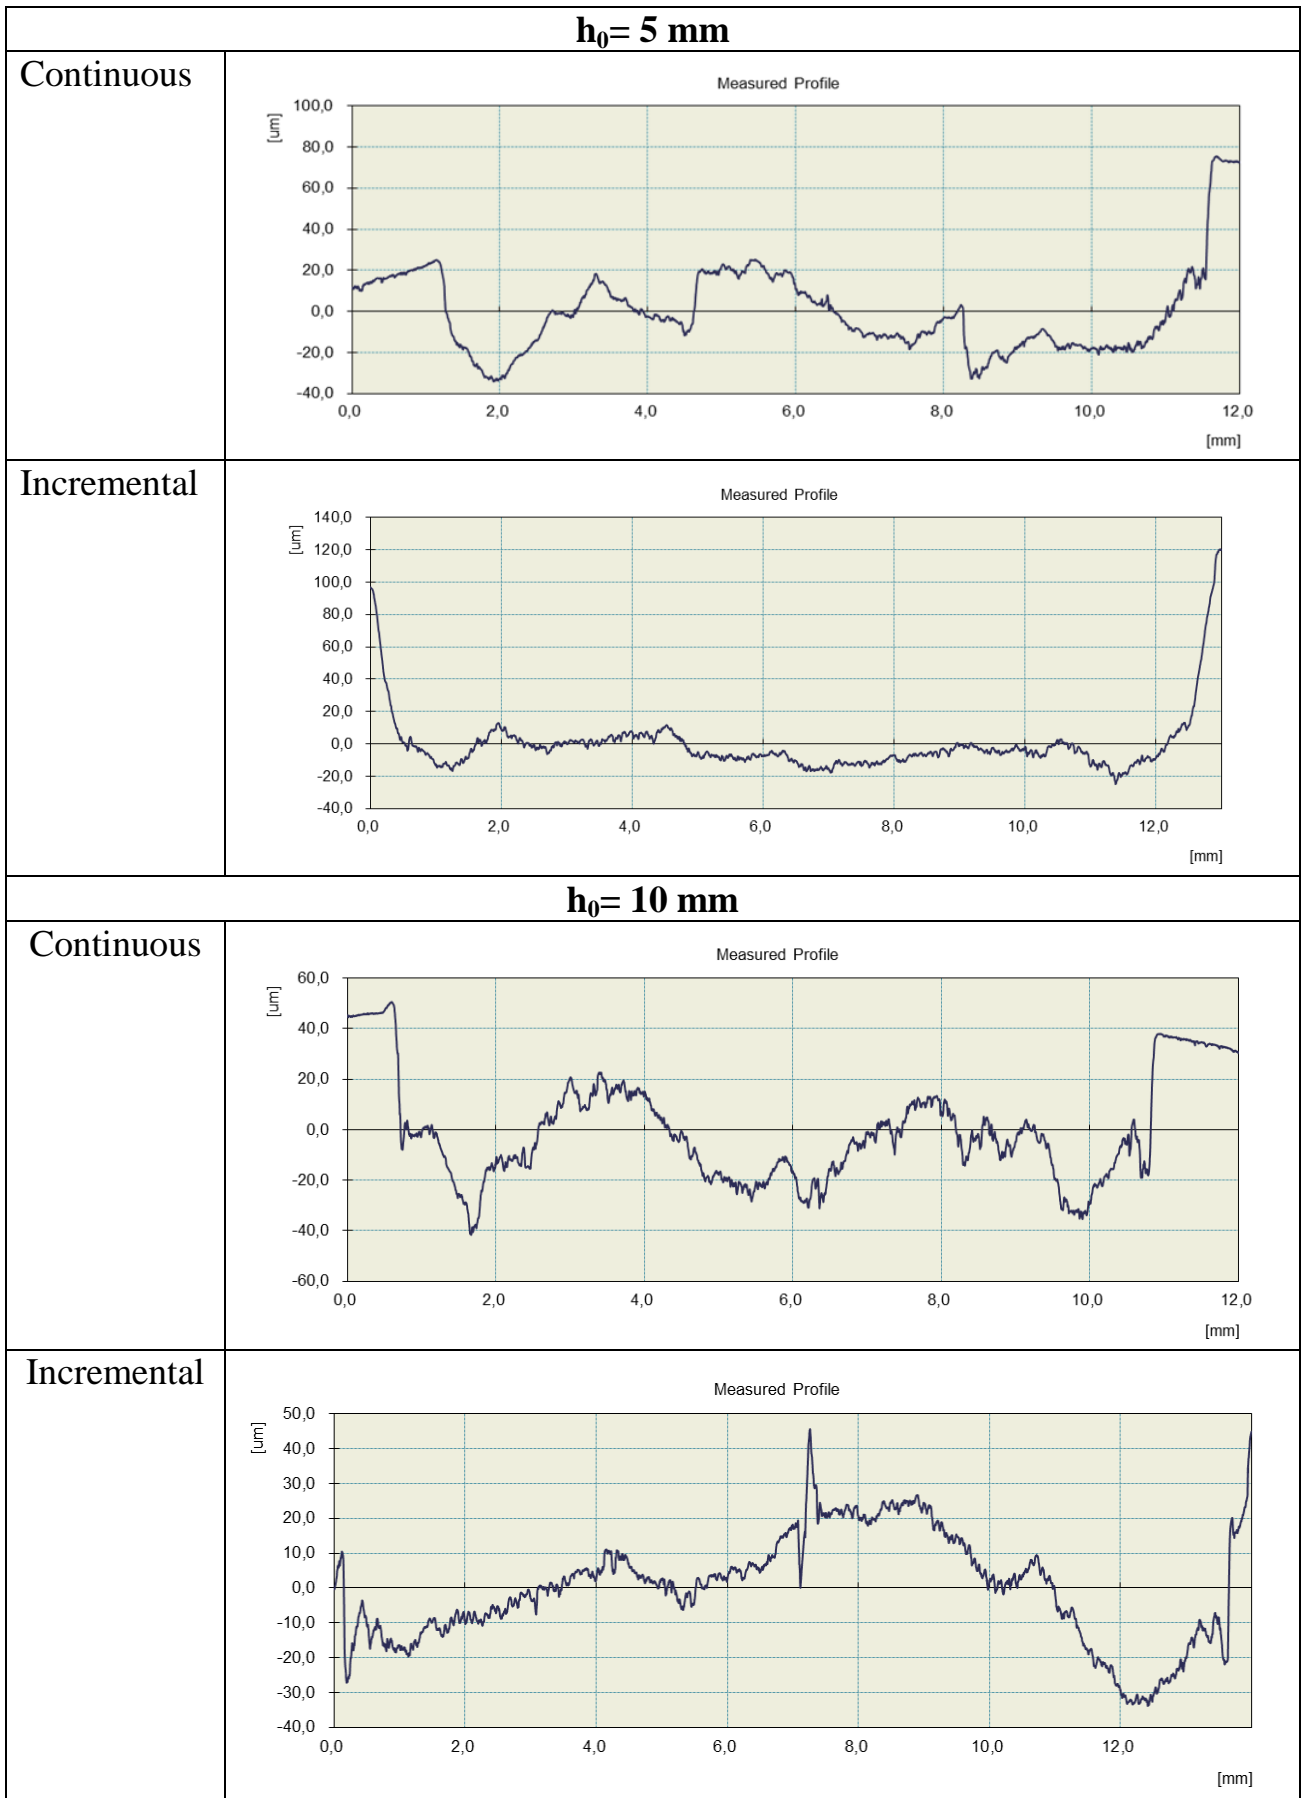 h₀= 5 mm
Continuous
Measured Profile
[um]
100,0
80,0
60,0
40,0
20,0
0,0
-20,0
-40,0
0,0 2,0 4,0 6,0 8,0 10,0 12,0
[mm]
Incremental
Measured Profile
[um]
140,0
120,0
100,0
80,0
60,0
40,0
20,0
0,0
-20,0
-40,0
0,0 2,0 4,0 6,0 8,0 10,0 12,0
[mm]
h₀= 10 mm
Continuous
Measured Profile
[um]
60,0
40,0
20,0
0,0
-20,0
-40,0
-60,0
0,0 2,0 4,0 6,0 8,0 10,0 12,0
[mm]
Incremental
Measured Profile
[um]
50,0
40,0
30,0
20,0
10,0
0,0
-10,0
-20,0
-30,0
-40,0
0,0 2,0 4,0 6,0 8,0 10,0 12,0
[mm]